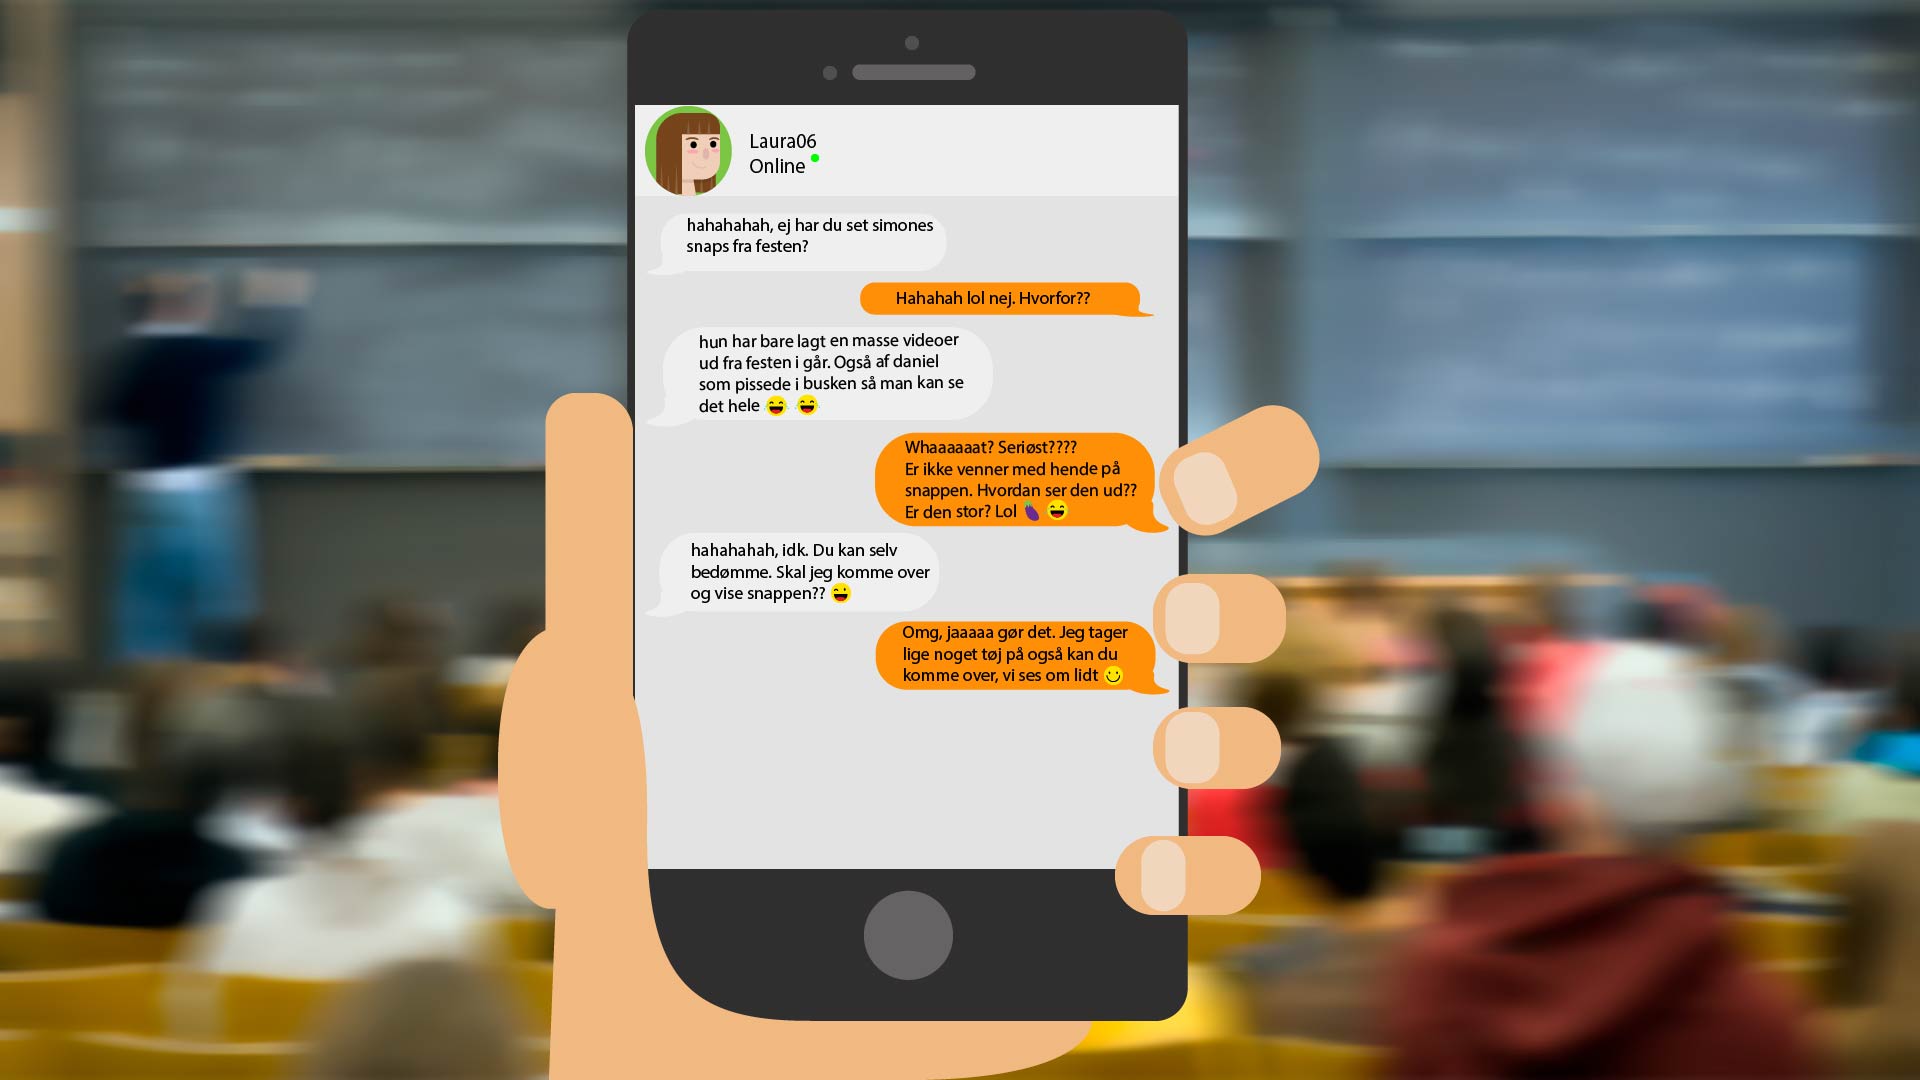 Laura06
Online
hahahahah, ej har du set simones
snaps fra festen?
Hahahah lol nej. Hvorfor??
hun har bare lagt en masse videoer
ud fra festen i går. Også af daniel
som pissede i busken så man kan se
det hele 😂 😂
Whaaaaaat? Seriøst????
Er ikke venner med hende på
snappen. Hvordan ser den ud??
Er den stor? Lol 🍆 😄
hahahahah, idk. Du kan selv
bedømme. Skal jeg komme over
og vise snappen?? 😜
Omg, jaaaaa gør det. Jeg tager
lige noget tøj på også kan du
komme over, vi ses om lidt 🙂